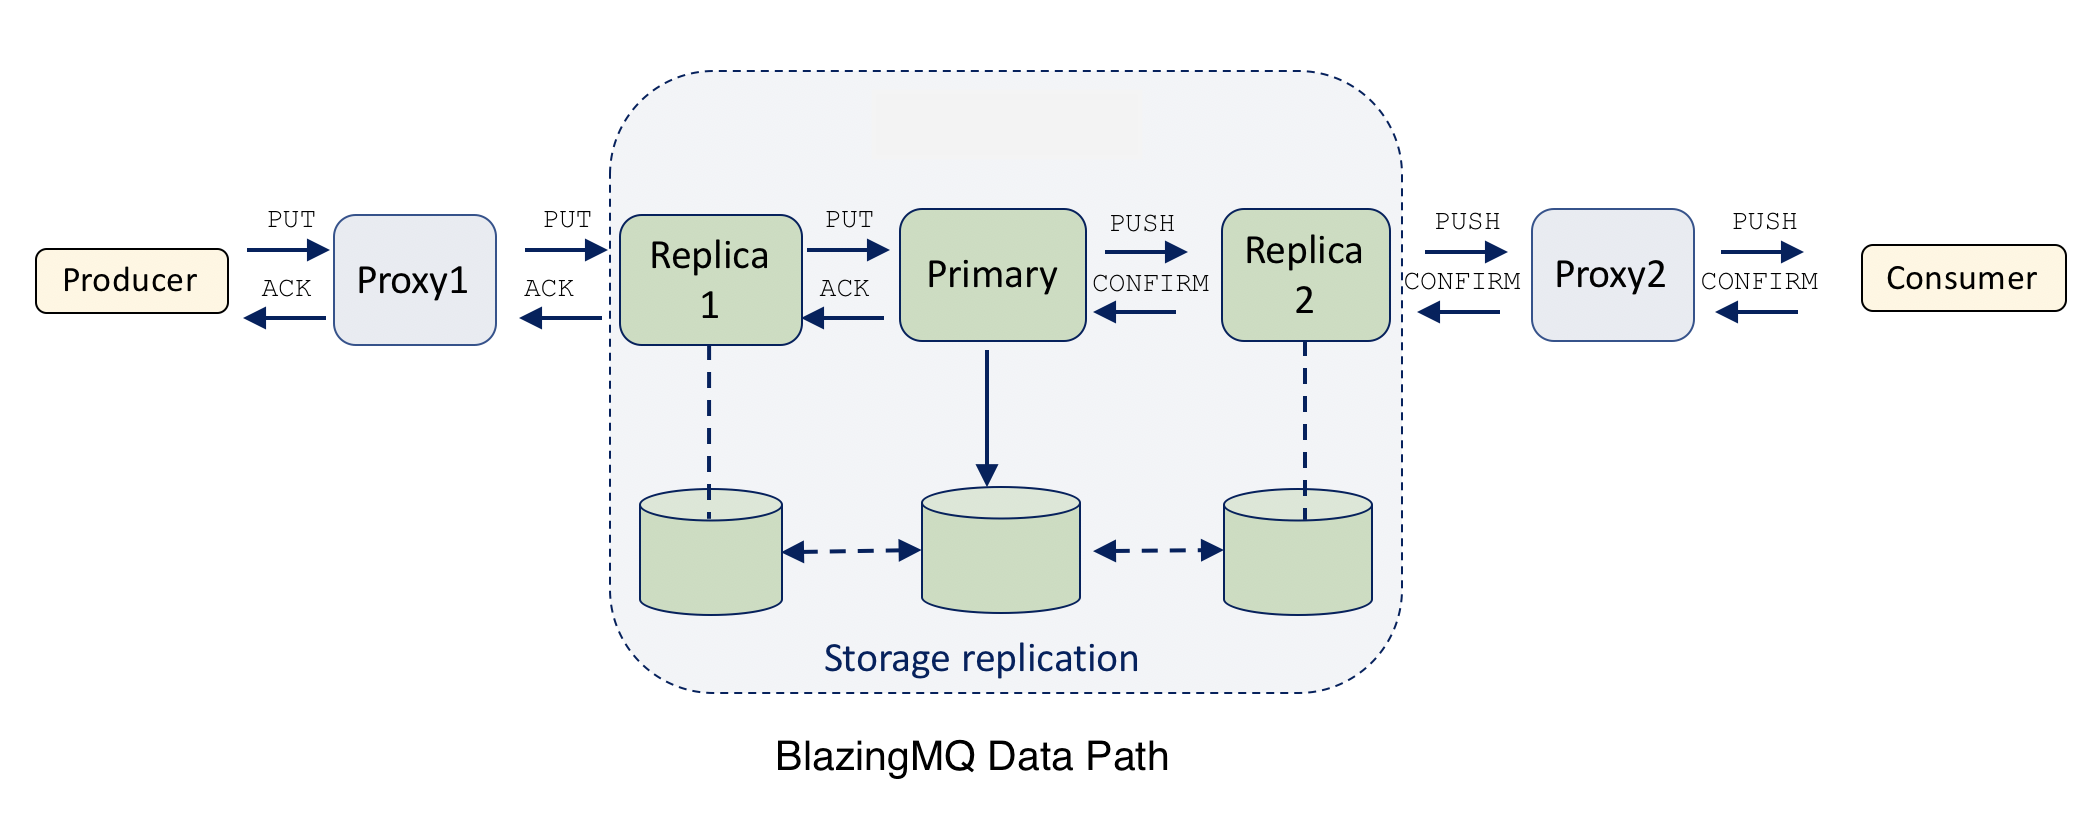 PUT
PUT
PUT
PUSH
PUSH
PUSH
Producer
ACK
Proxy1
ACK
Replica
1
ACK
Primary
CONFIRM
Replica
2
CONFIRM
Proxy2
CONFIRM
Consumer
Storage replication
BlazingMQ Data Path